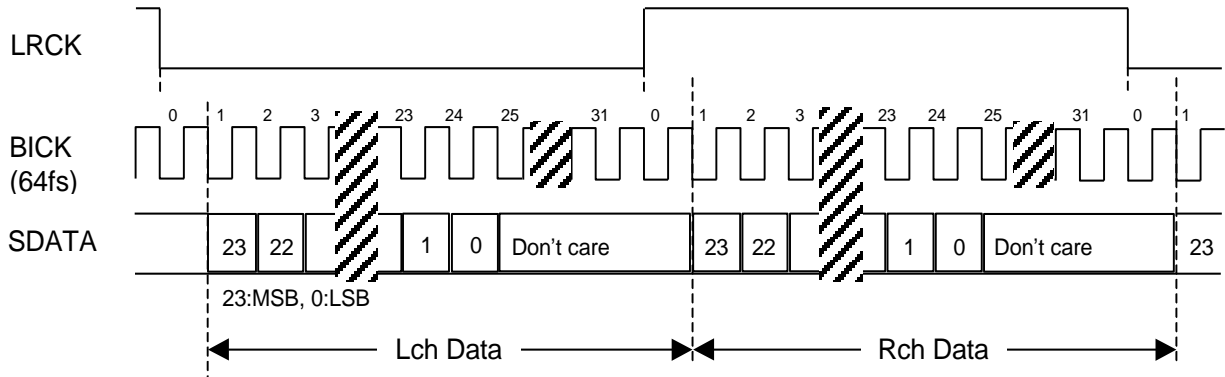 LRCK
0 1 2 3 23 24 25 31 0 1 2 3 23 24 25 31 0 1
BICK
(64fs)
SDATA 23 22 1 0 Don't care 23 22 1 0 Don't care 23
23:MSB, 0:LSB
Lch Data Rch Data